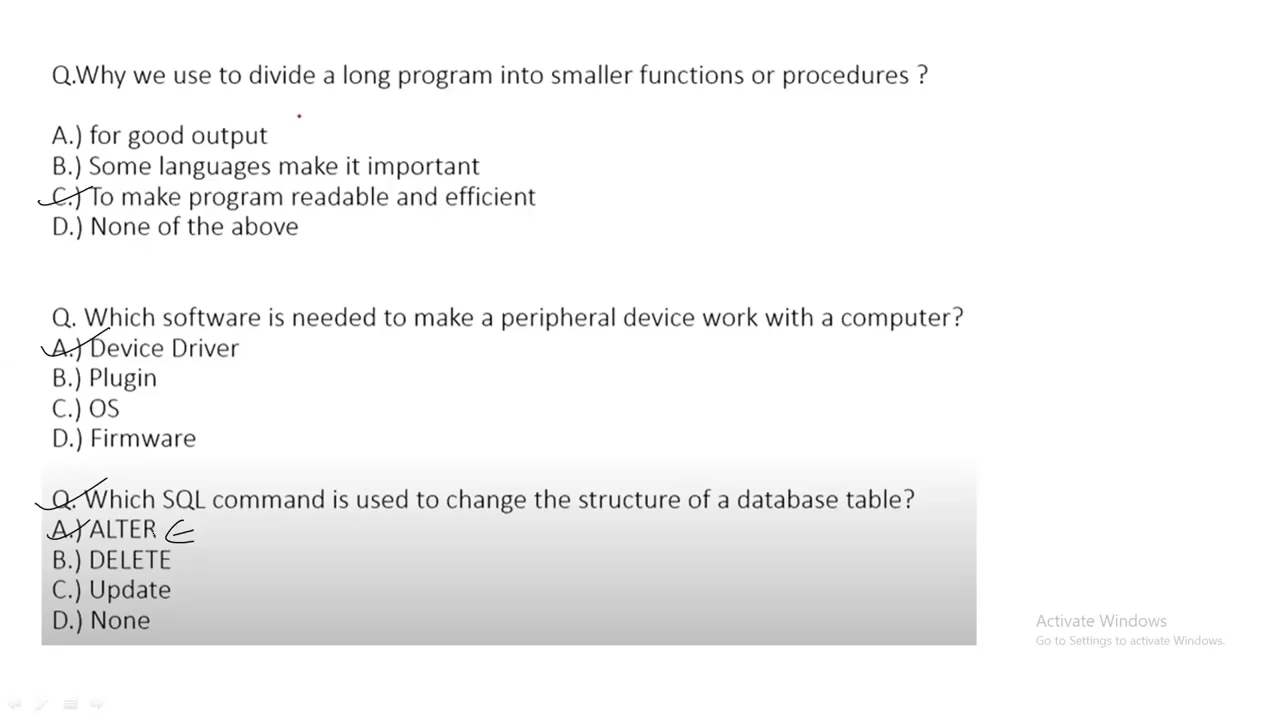 Q.Why we use to divide a long program into smaller functions or procedures ?
A.) for good output
B.) Some languages make it important
C.) To make program readable and efficient
D.) None of the above
Q. Which software is needed to make a peripheral device work with a computer?
A.) Device Driver
B.) Plugin
C.) OS
D.) Firmware
Q. Which SQL command is used to change the structure of a database table?
A.) ALTER
B.) DELETE
C.) Update
D.) None
Activate Windows
Go to Settings to activate Windows.